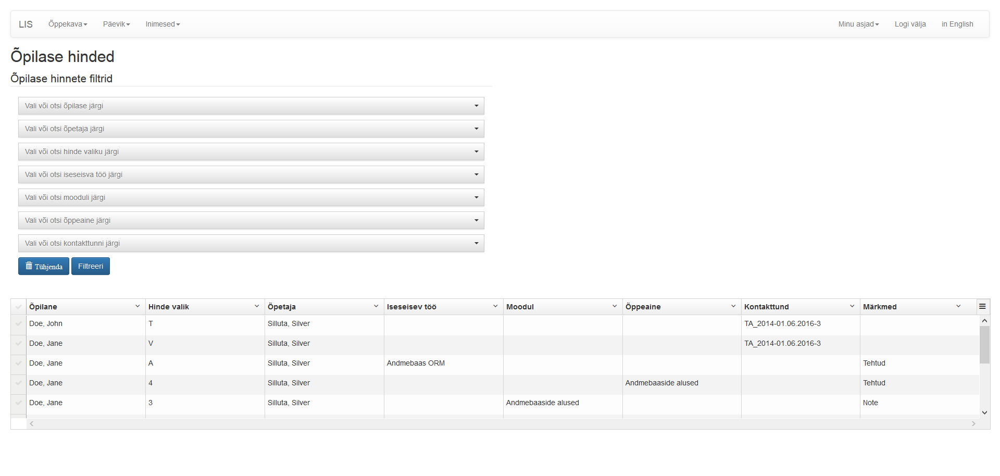 LIS Õppekava Päevik Inimesed Minu asjad Logi välja in English
Õpilase hinded
Õpilase hinnete filtrid
Vali või otsi õpilase järgi
Vali või otsi õpetaja järgi
Vali või otsi hinde valiku järgi
Vali või otsi iseseisva töö järgi
Vali või otsi mooduli järgi
Vali või otsi õppeaine järgi
Vali või otsi kontakttunni järgi
Tühjenda Filtreeri
Õpilane Hinde valik Õpetaja Iseseisev töö Moodul Õppeaine Kontakttund Märkmed
Doe, John T Silluta, Silver TA_2014-01.06.2016-3
Doe, Jane V Silluta, Silver TA_2014-01.06.2016-3
Doe, Jane A Silluta, Silver Andmebaas ORM Tehtud
Doe, Jane 4 Silluta, Silver Andmebaaside alused Tehtud
Doe, Jane 3 Silluta, Silver Andmebaaside alused Note